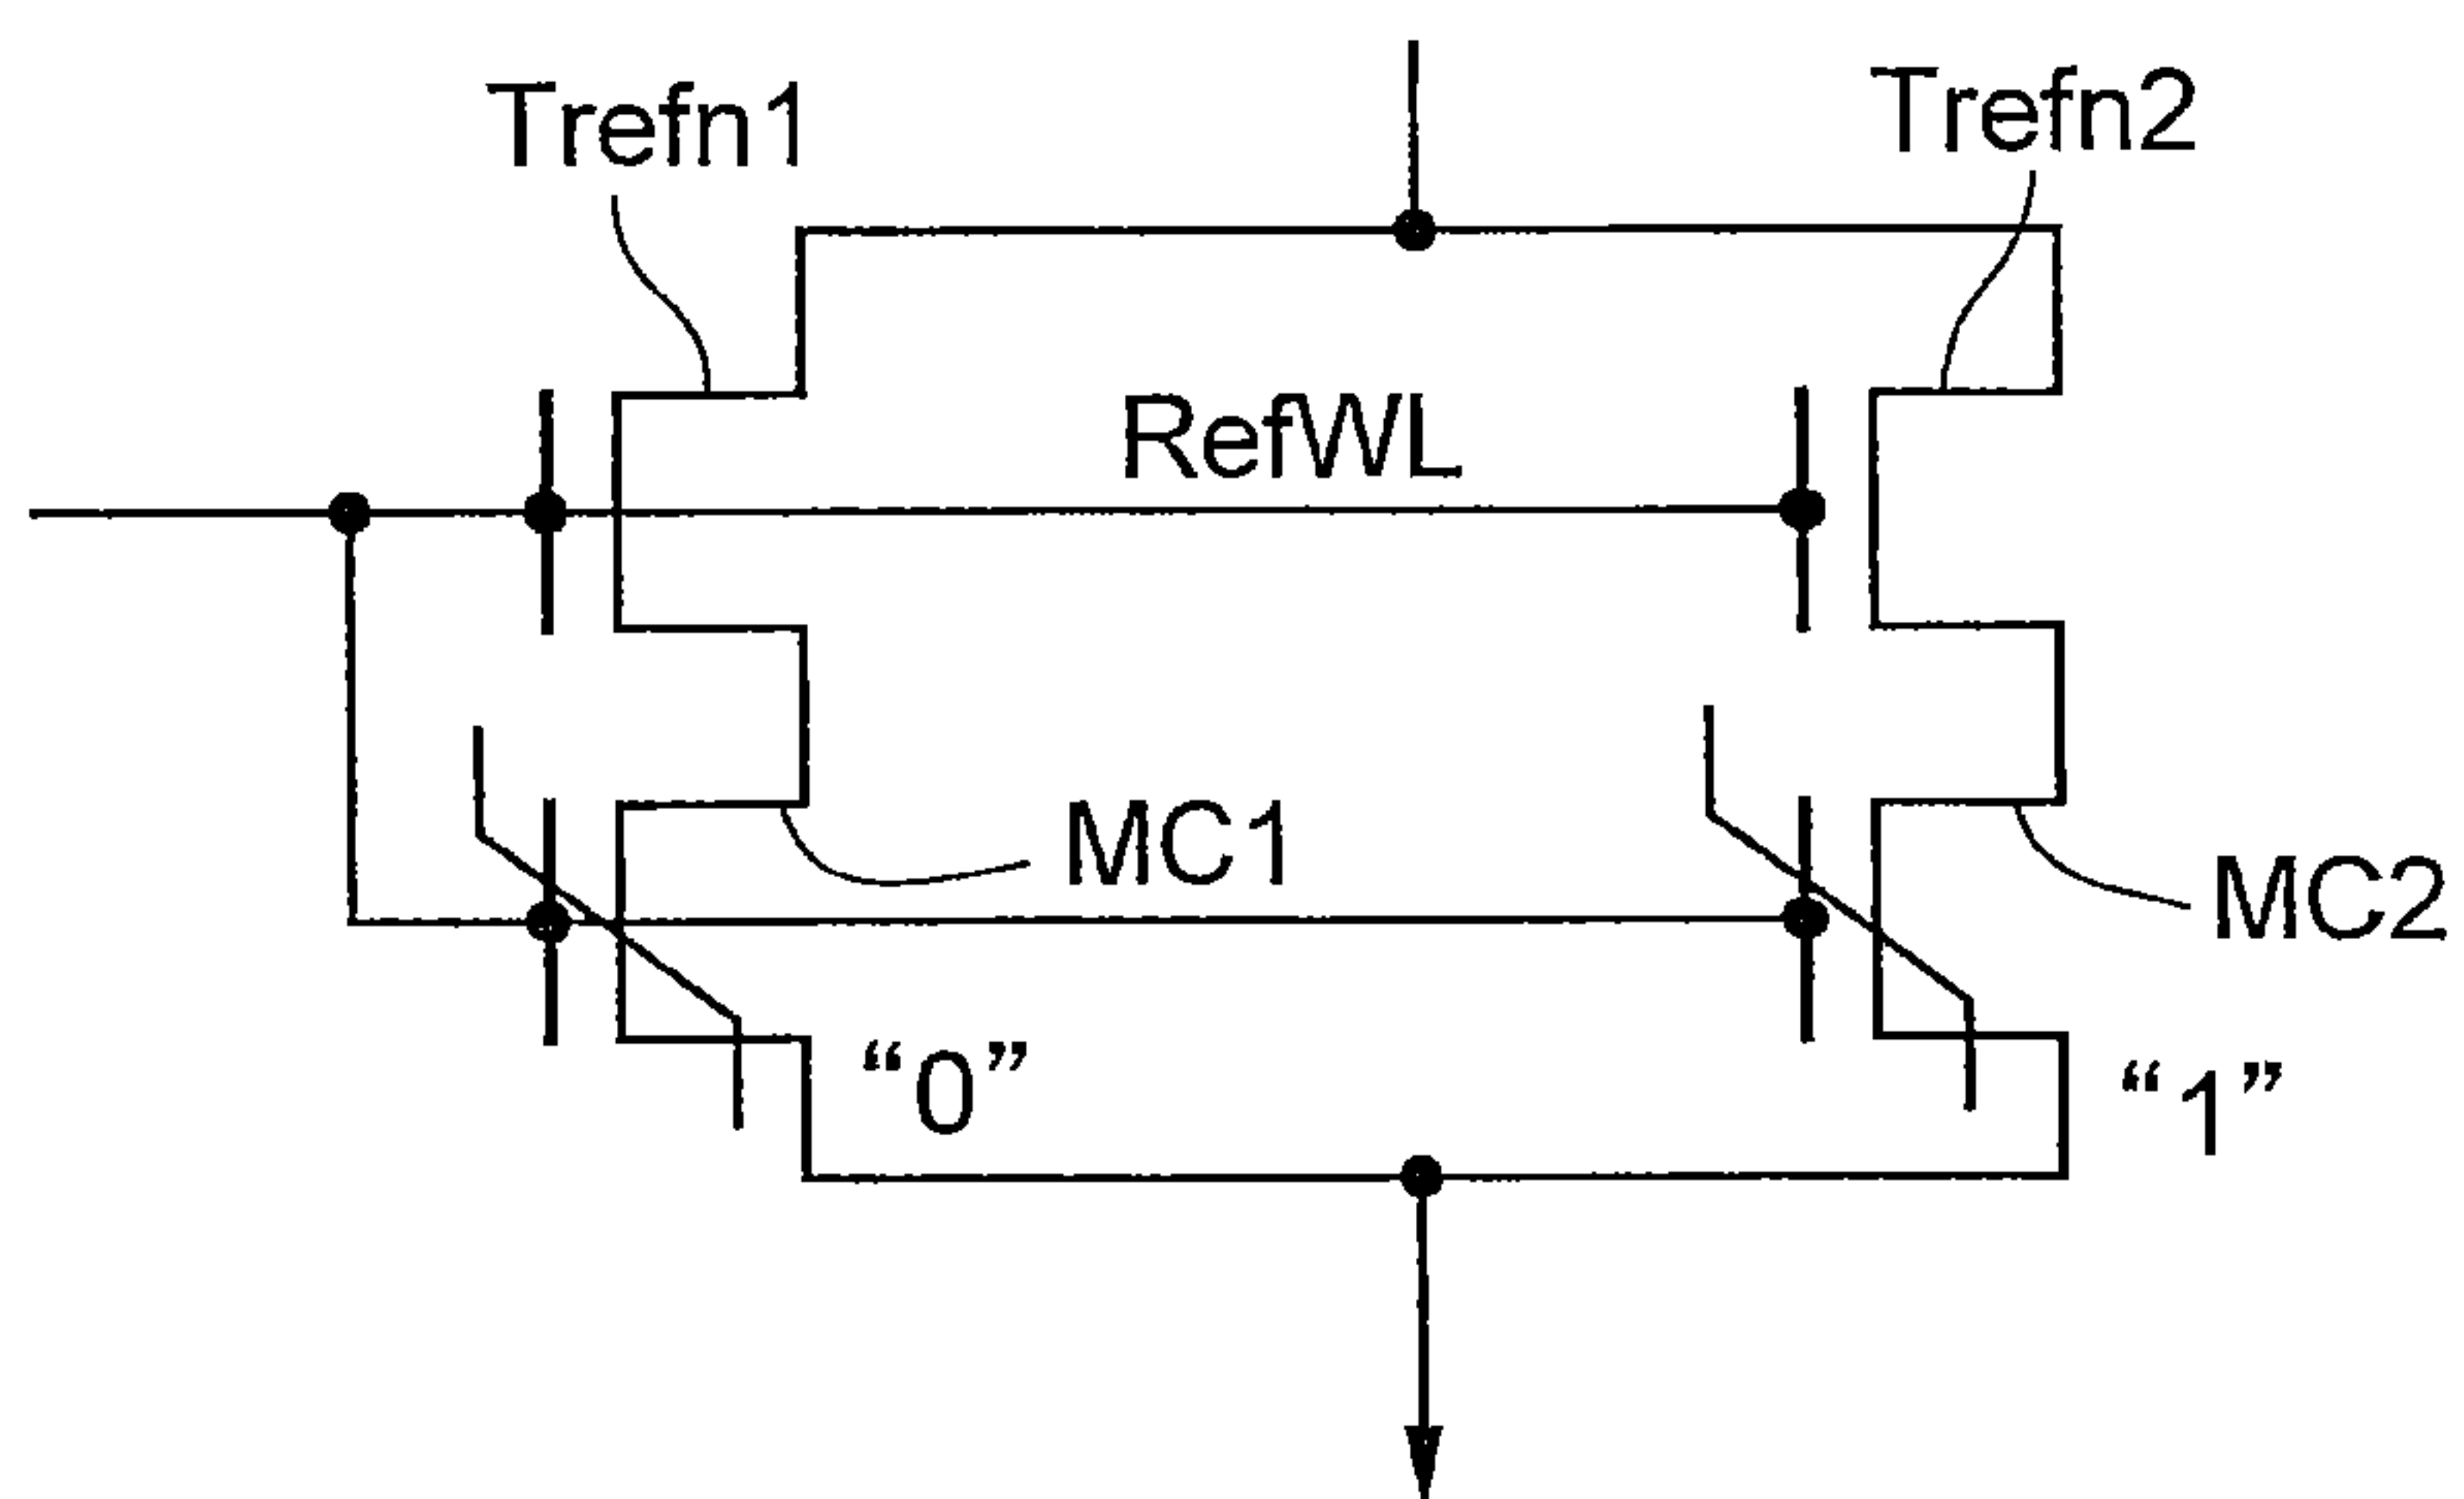 Trefn1
Trefn2
RefWL
MC1
MC2
“0”
“1”